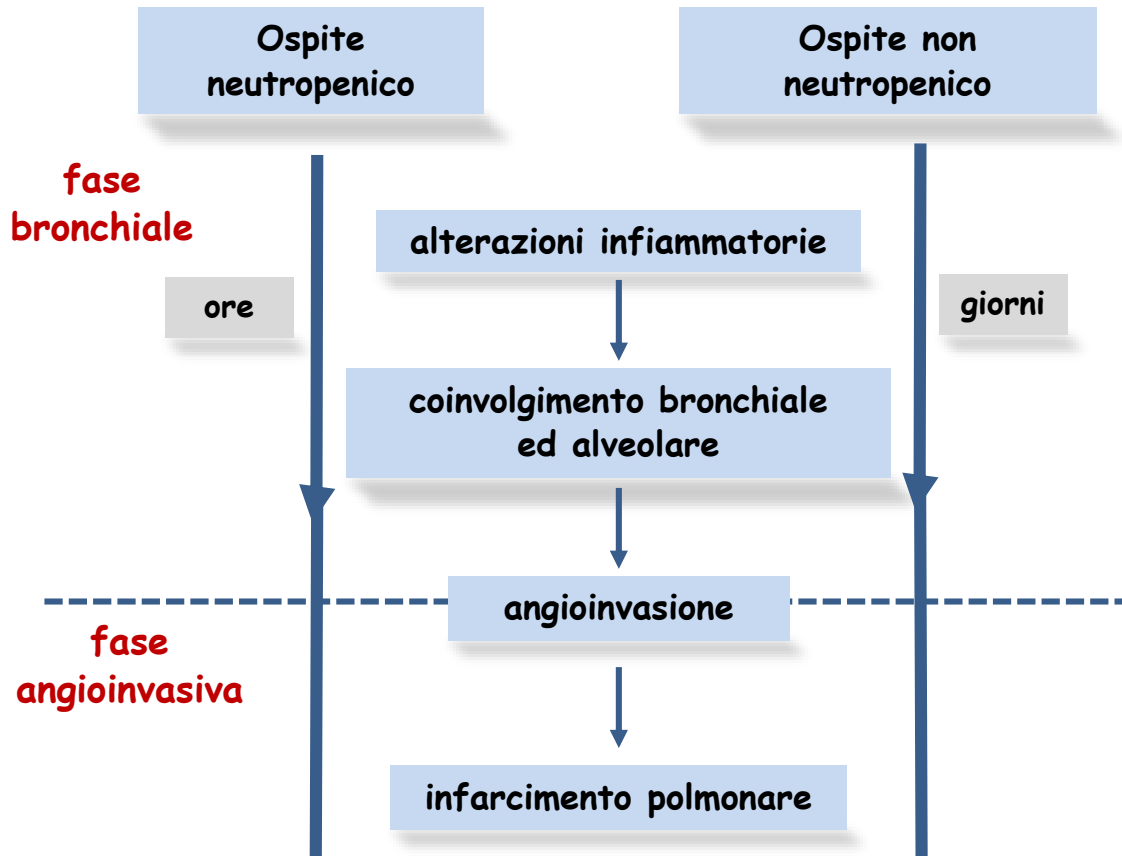 Ospite
neutropenico
Ospite non
neutropenico
fase
bronchiale
alterazioni infiammatorie
ore
giorni
coinvolgimento bronchiale
ed alveolare
angioinvasione
fase
angioinvasiva
infarcimento polmonare